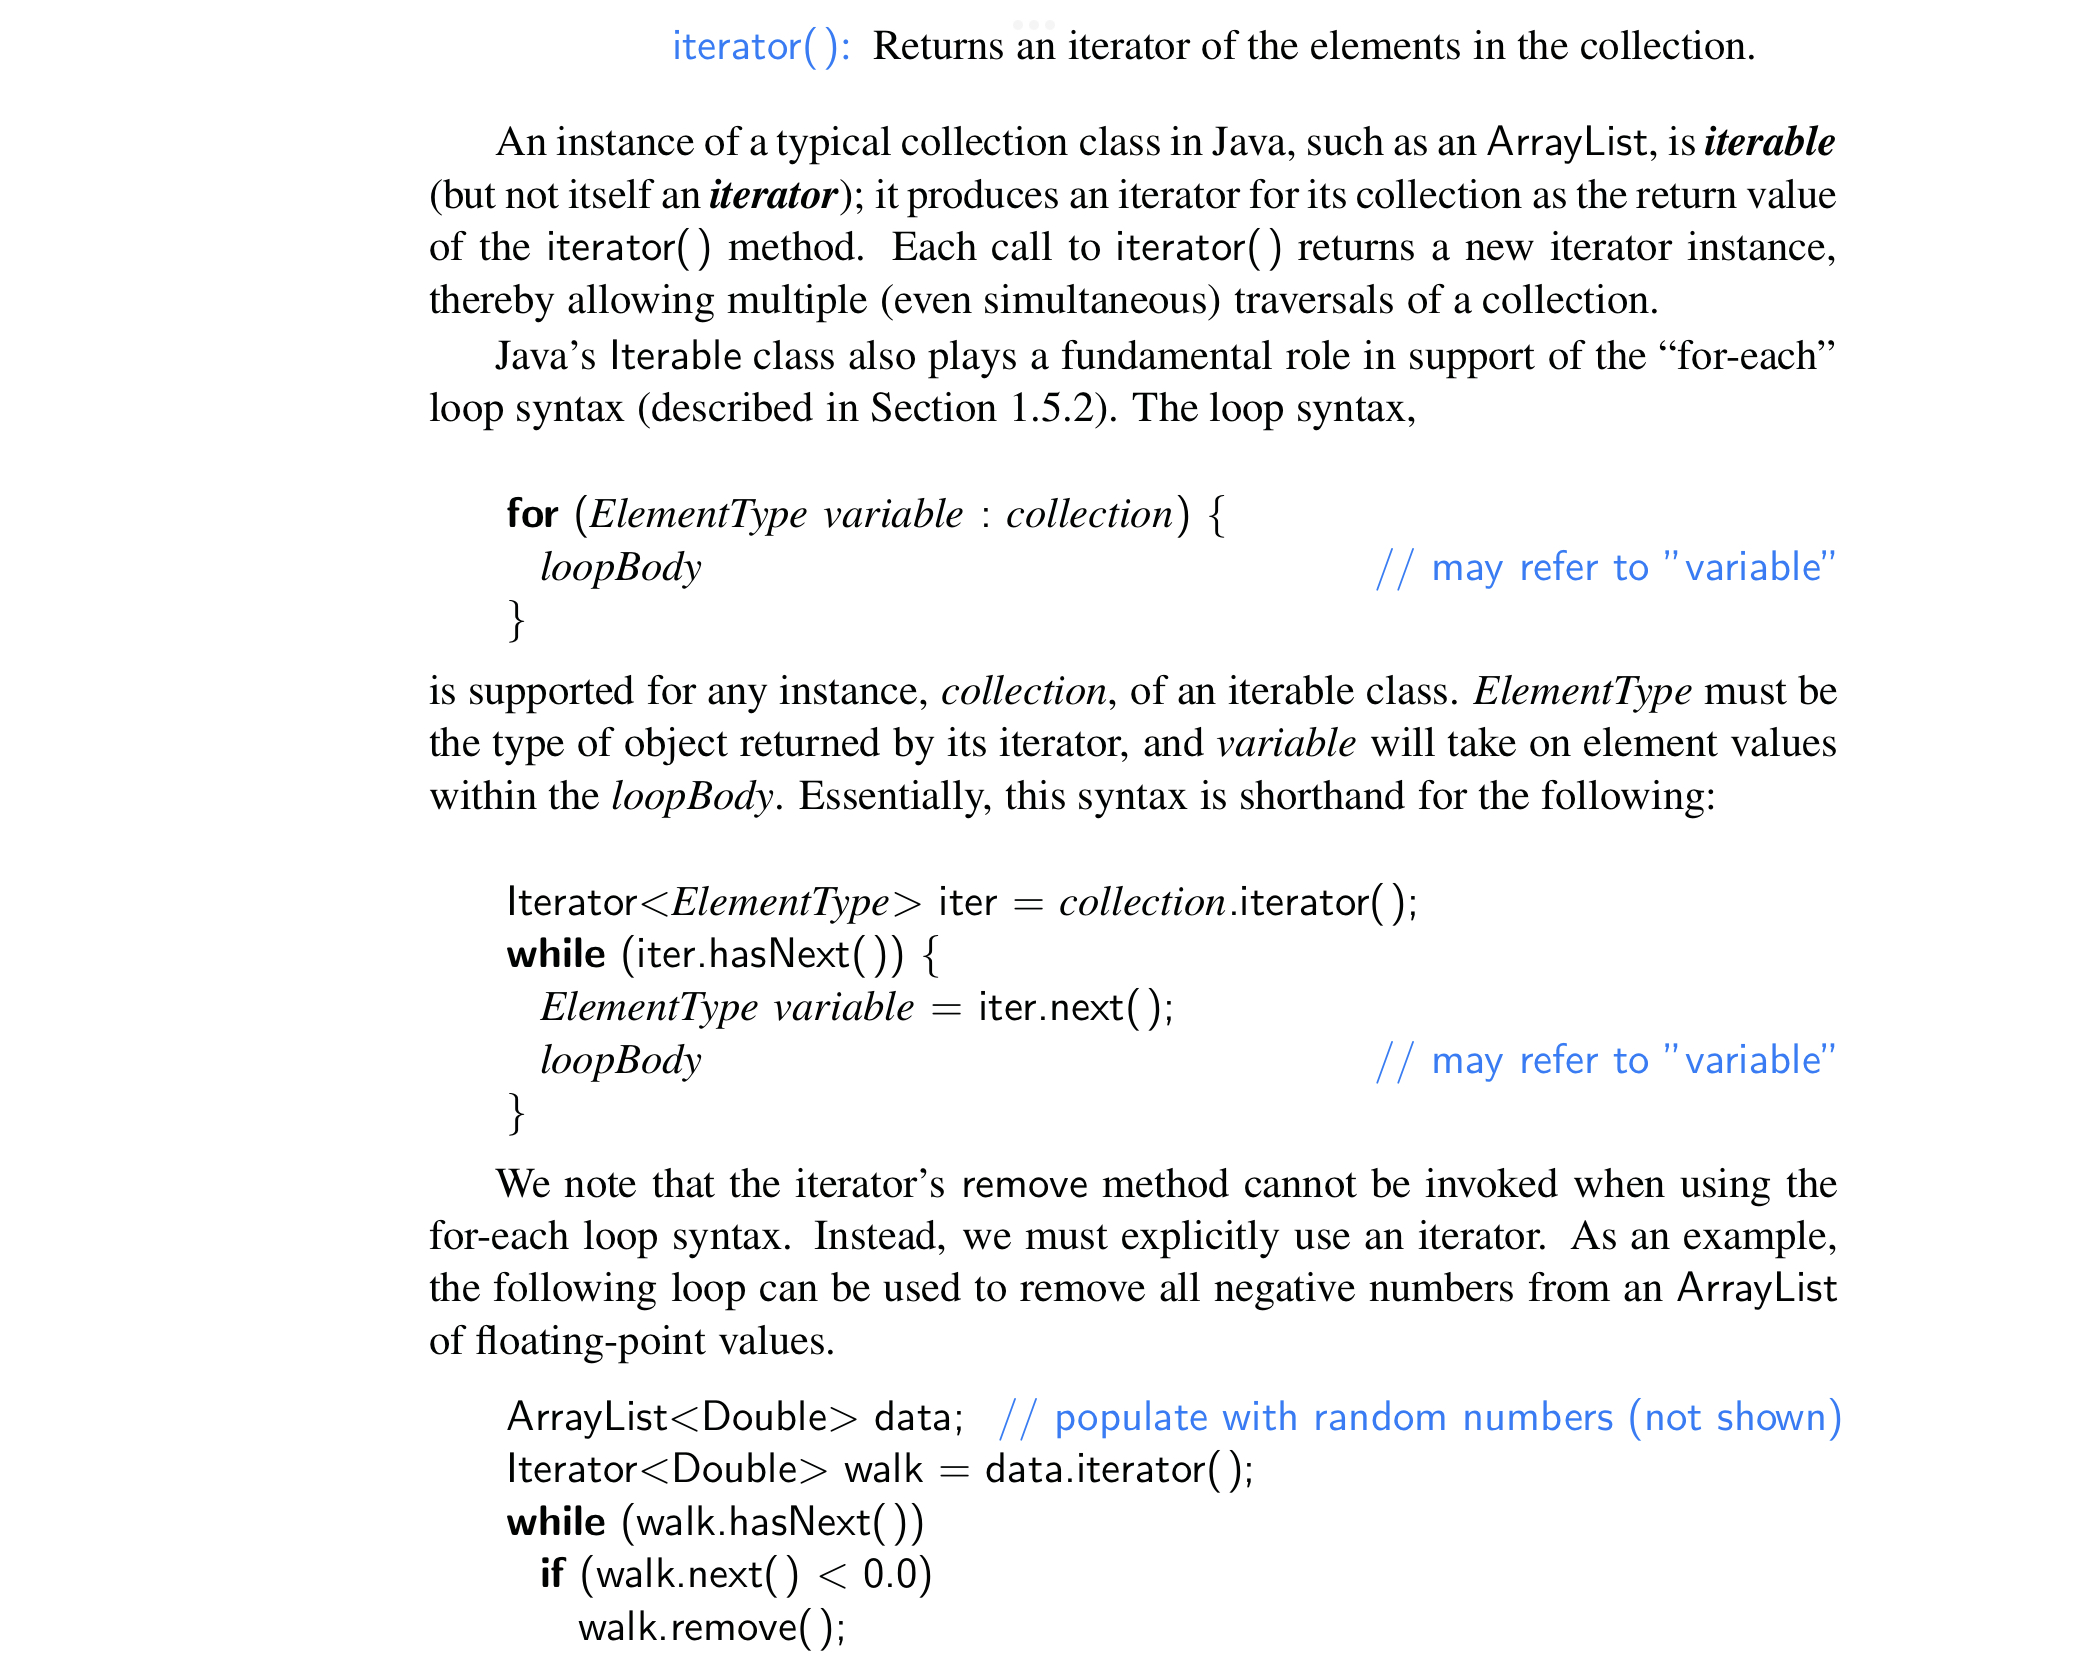 iterator(): Returns an iterator of the elements in the collection.
An instance of a typical collection class in Java, such as an ArrayList, is iterable
(but not itself an iterator); it produces an iterator for its collection as the return value
of the iterator() method. Each call to iterator() returns a new iterator instance,
thereby allowing multiple (even simultaneous) traversals of a collection.
Java’s Iterable class also plays a fundamental role in support of the “for-each”
loop syntax (described in Section 1.5.2). The loop syntax,
for (ElementType variable : collection) {
loopBody // may refer to ”variable”
}
is supported for any instance, collection, of an iterable class. ElementType must be
the type of object returned by its iterator, and variable will take on element values
within the loopBody. Essentially, this syntax is shorthand for the following:
Iterator<ElementType> iter = collection.iterator();
while (iter.hasNext()) {
ElementType variable = iter.next();
loopBody // may refer to ”variable”
}
We note that the iterator’s remove method cannot be invoked when using the
for-each loop syntax. Instead, we must explicitly use an iterator. As an example,
the following loop can be used to remove all negative numbers from an ArrayList
of floating-point values.
ArrayList<Double> data; // populate with random numbers (not shown)
Iterator<Double> walk = data.iterator();
while (walk.hasNext())
if (walk.next() < 0.0)
walk.remove();